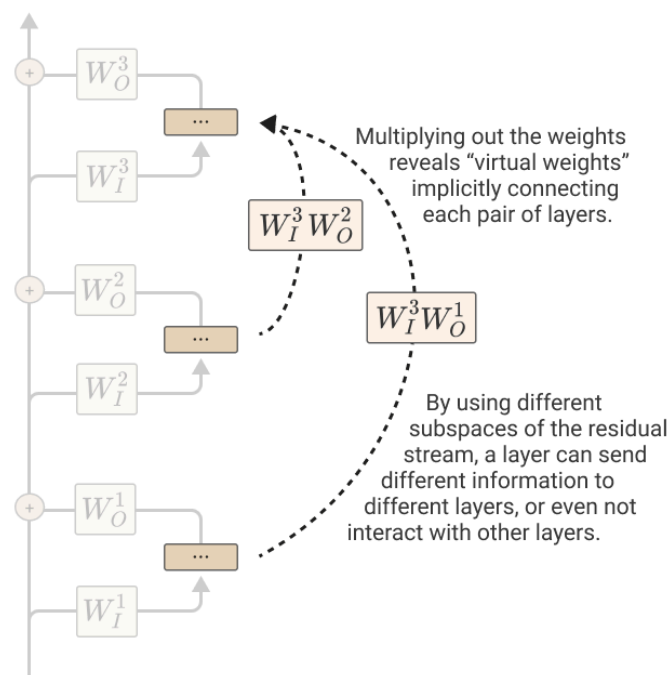 +
W_O^3
...
W_I^3
Multiplying out the weights
reveals “virtual weights”
implicitly connecting
each pair of layers.
W_I^3 W_O^2
+
W_O^2
...
W_I^2
W_I^3 W_O^1
By using different
subspaces of the residual
stream, a layer can send
different information to
different layers, or even not
interact with other layers.
+
W_O^1
...
W_I^1